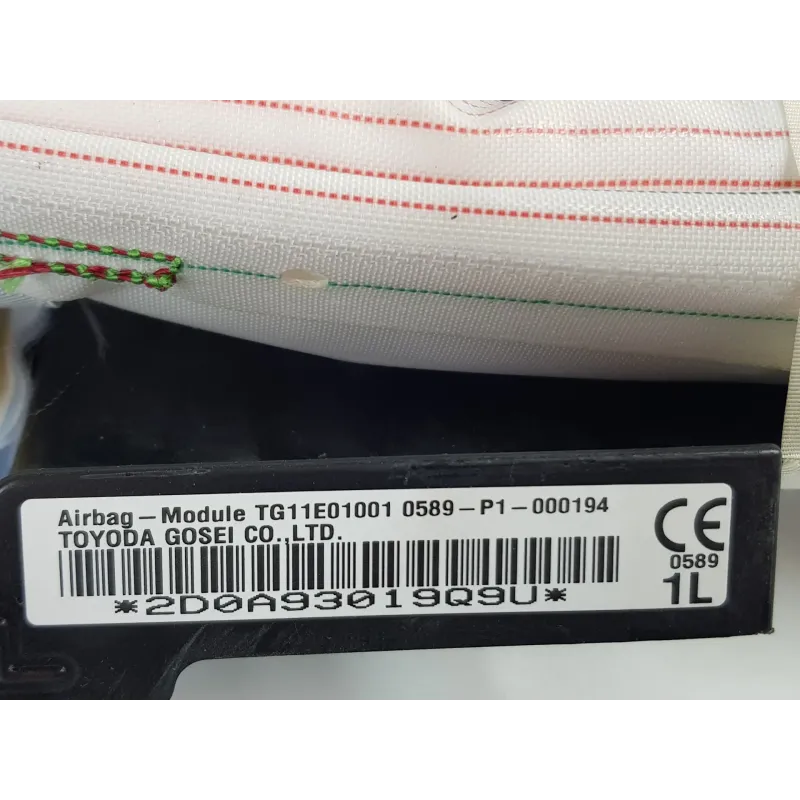 Airbag-Module TG11E01001 0589-P1-000194
TOYODA GOSEI CO.,LTD.
*2D0A93019Q9U*
CE
0589
1L